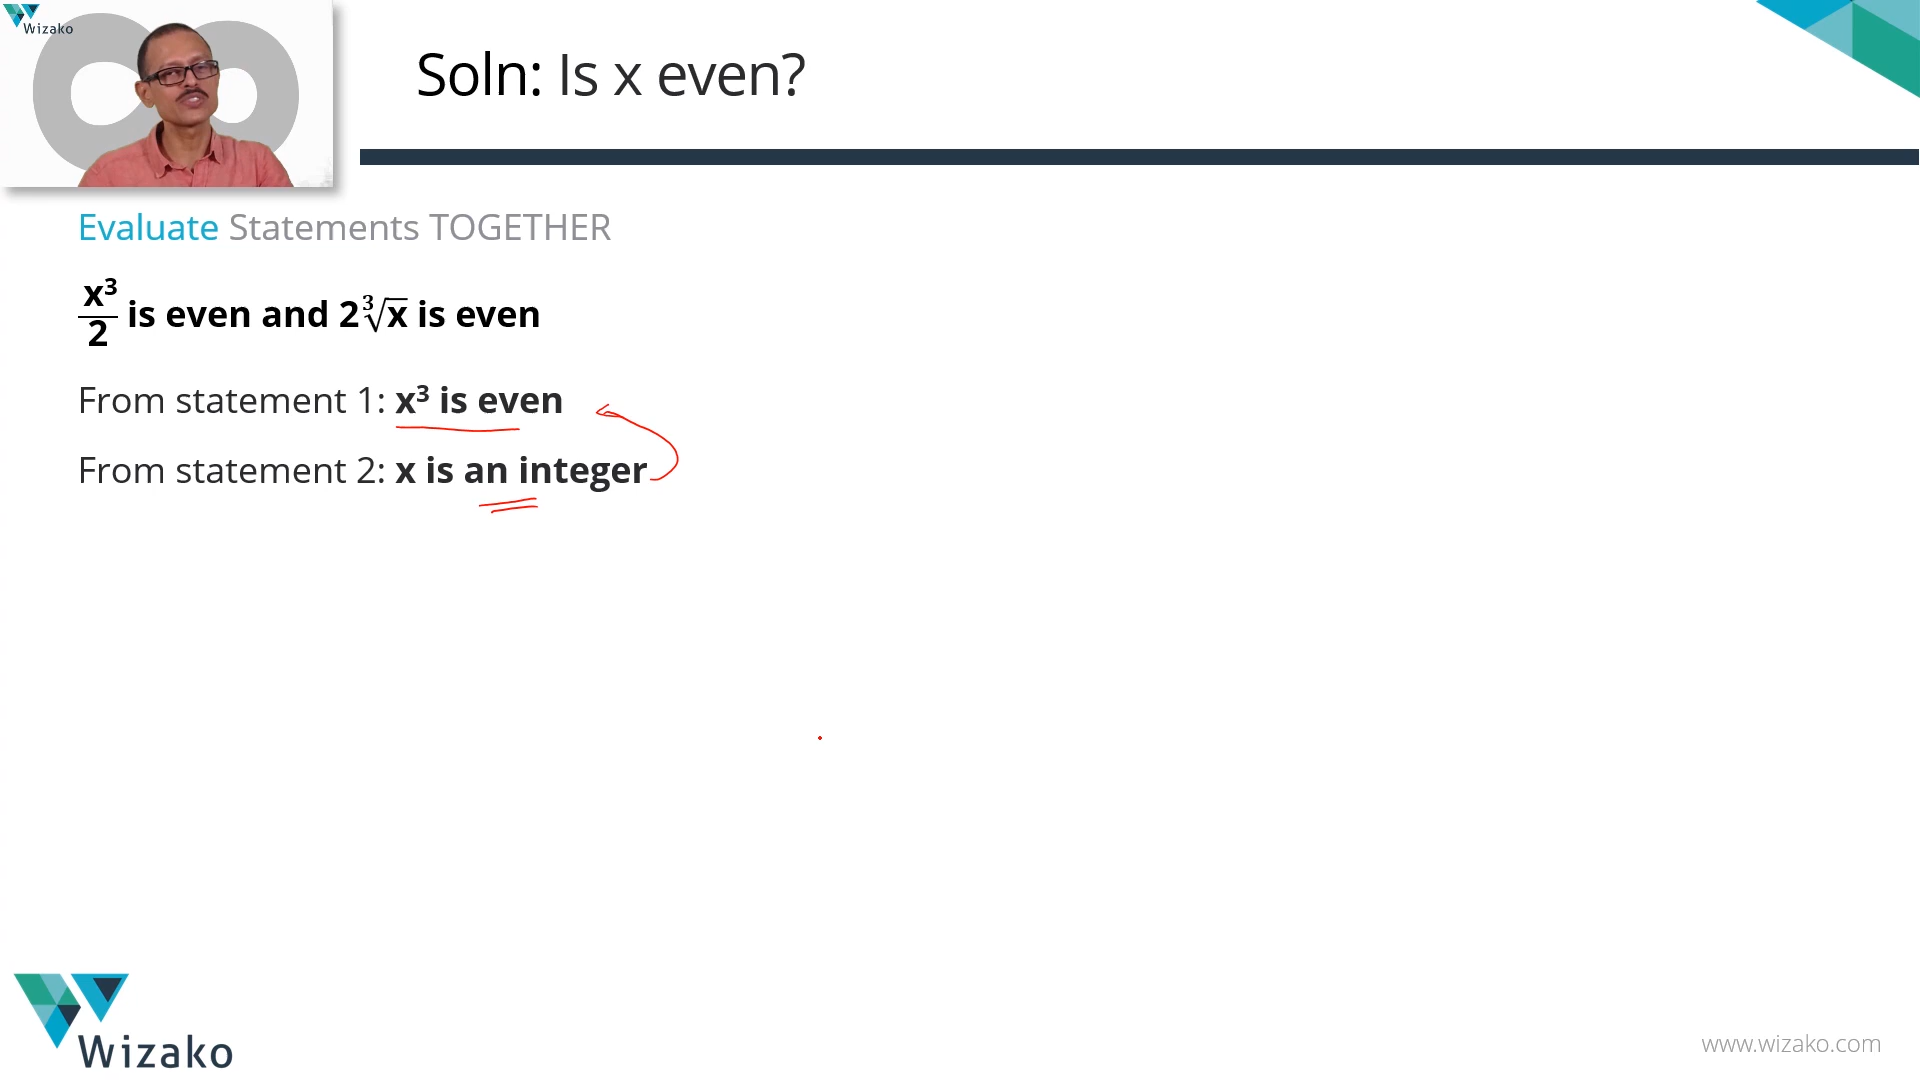 Wizako
Soln: Is x even?
Evaluate Statements TOGETHER
x³/2 is even and 2∛x is even
From statement 1: x³ is even
From statement 2: x is an integer
Wizako
www.wizako.com